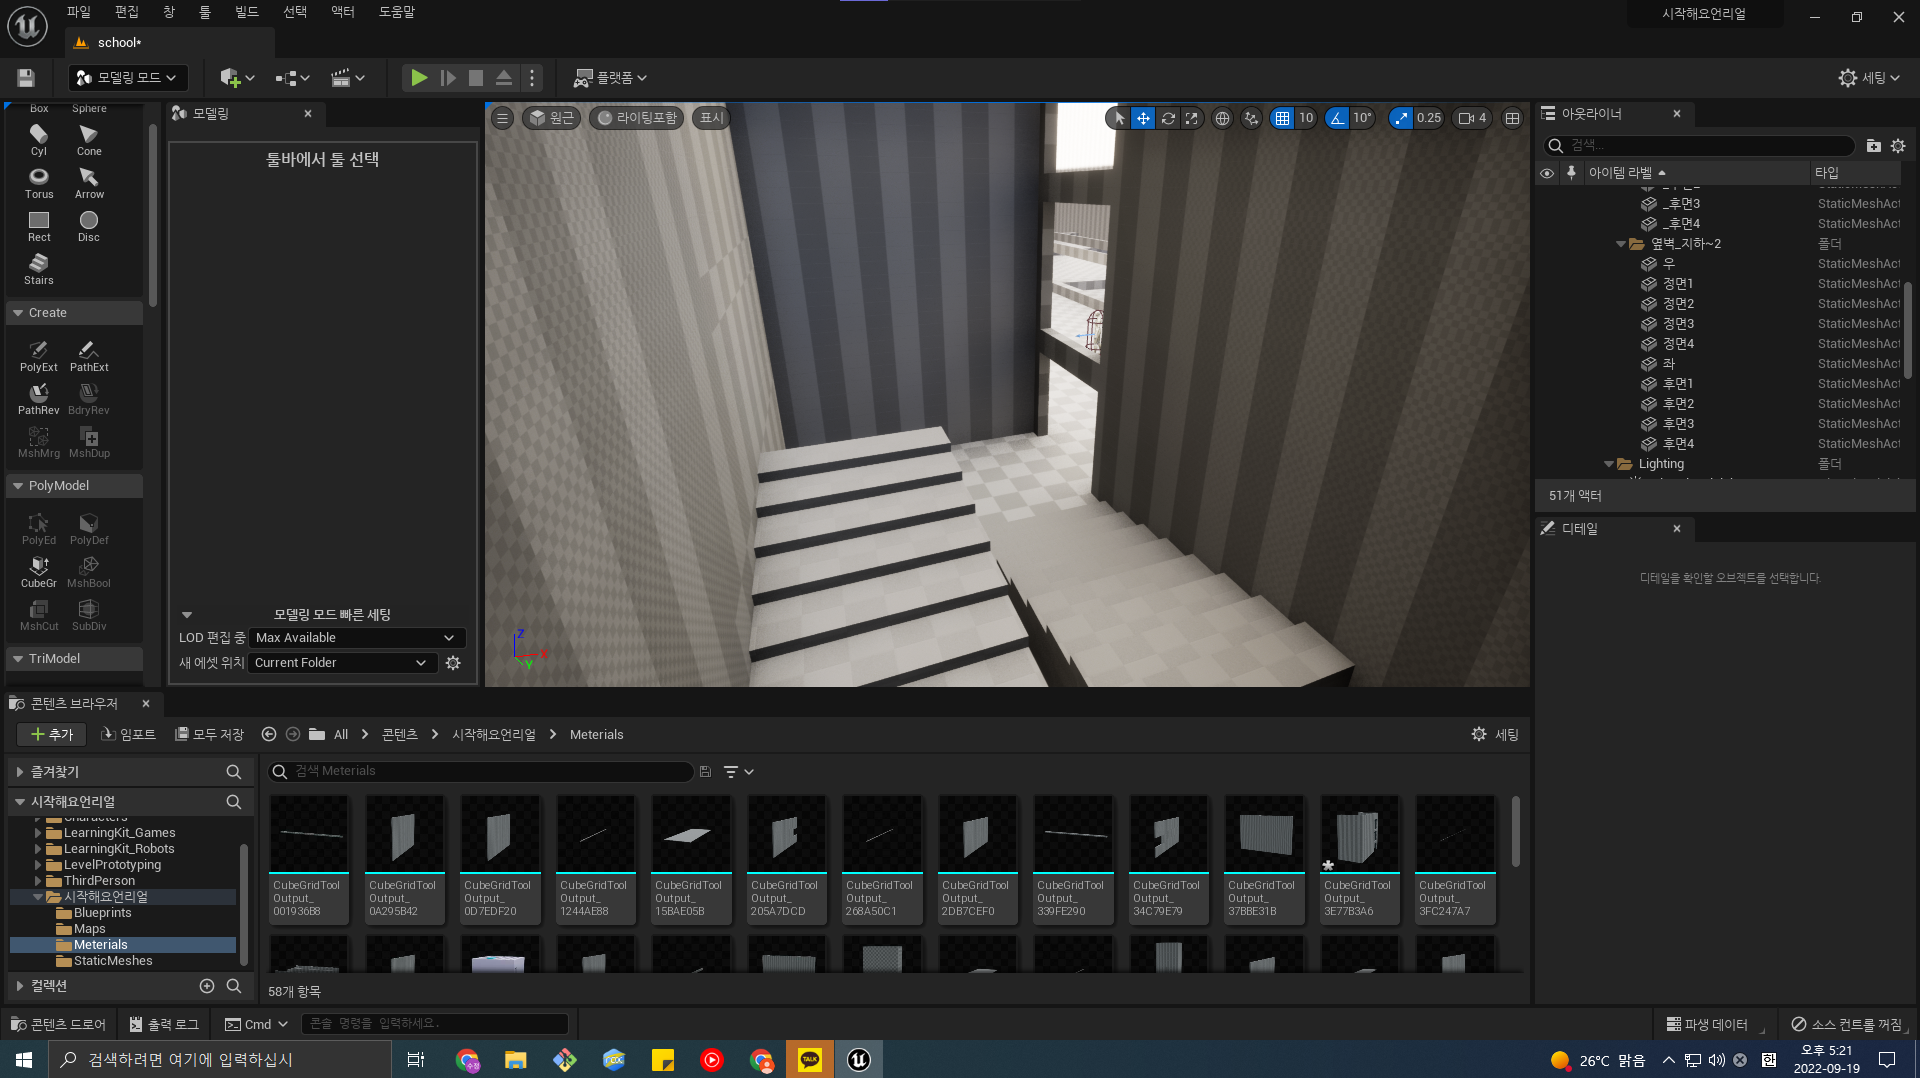 파일 편집 창 툴 빌드 선택 액터 도움말
시작해요언리얼
school*
모델링 모드
플랫폼
세팅
Box Sphere
Cyl Cone
Torus Arrow
Rect Disc
Stairs
Create
PolyExt PathExt
PathRev BdryRev
MshMrg MshDup
PolyModel
PolyEd PolyDef
CubeGr MshBool
MshCut SubDiv
TriModel
모델링
툴바에서 툴 선택
모델링 모드 빠른 세팅
LOD 편집 중 Max Available
새 에셋 위치 Current Folder
원근 라이팅포함 표시
10 10° 0.25 4
Z
X
Y
아웃라이너
검색...
아이템 라벨 타입
_후면3 StaticMeshAct
_후면4 StaticMeshAct
옆벽_지하~2 폴더
우 StaticMeshAct
정면1 StaticMeshAct
정면2 StaticMeshAct
정면3 StaticMeshAct
정면4 StaticMeshAct
좌 StaticMeshAct
후면1 StaticMeshAct
후면2 StaticMeshAct
후면3 StaticMeshAct
후면4 StaticMeshAct
Lighting 폴더
51개 액터
디테일
디테일을 확인할 오브젝트를 선택합니다.
콘텐츠 브라우저
추가 임포트 모두 저장 All 콘텐츠 시작해요언리얼 Meterials
세팅
즐겨찾기
시작해요언리얼
Characters
LearningKit_Games
LearningKit_Robots
LevelPrototyping
ThirdPerson
시작해요언리얼
Blueprints
Maps
Meterials
StaticMeshes
컬렉션
검색 Meterials
CubeGridTool
Output_
001936B8
CubeGridTool
Output_
0A295B42
CubeGridTool
Output_
0D7EDF20
CubeGridTool
Output_
1244AE88
CubeGridTool
Output_
15BAE05B
CubeGridTool
Output_
205A7DCD
CubeGridTool
Output_
268A50C1
CubeGridTool
Output_
2DB7CEF0
CubeGridTool
Output_
339FE290
CubeGridTool
Output_
34C79E79
CubeGridTool
Output_
37BBE31B
CubeGridTool
Output_
3E77B3A6
CubeGridTool
Output_
3FC247A7
58개 항목
콘텐츠 드로어 출력 로그 Cmd 콘솔 명령을 입력하세요.
파생 데이터 소스 컨트롤 꺼짐
검색하려면 여기에 입력하십시
TALK
26°C 맑음
한
오후 5:21
2022-09-19